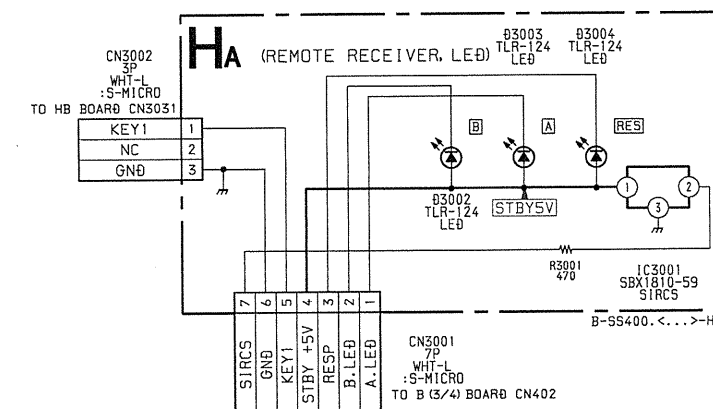 HA (REMOTE RECEIVER, LED)
CN3002
3P
WHT-L
:S-MICRO
TO HB BOARD CN3031
KEY1 1
NC 2
GND 3
D3003
TLR-124
LED
D3004
TLR-124
LED
B
A
RES
D3002
TLR-124
LED
STBY5V
1
2
3
R3001
470
IC3001
SBX1810-59
SIRCS
B-SS400.<...>-H
7 6 5 4 3 2 1
SIRCS
GND
KEY1
STBY +5V
RESP
B.LED
A.LED
CN3001
7P
WHT-L
:S-MICRO
TO B (3/4) BOARD CN402